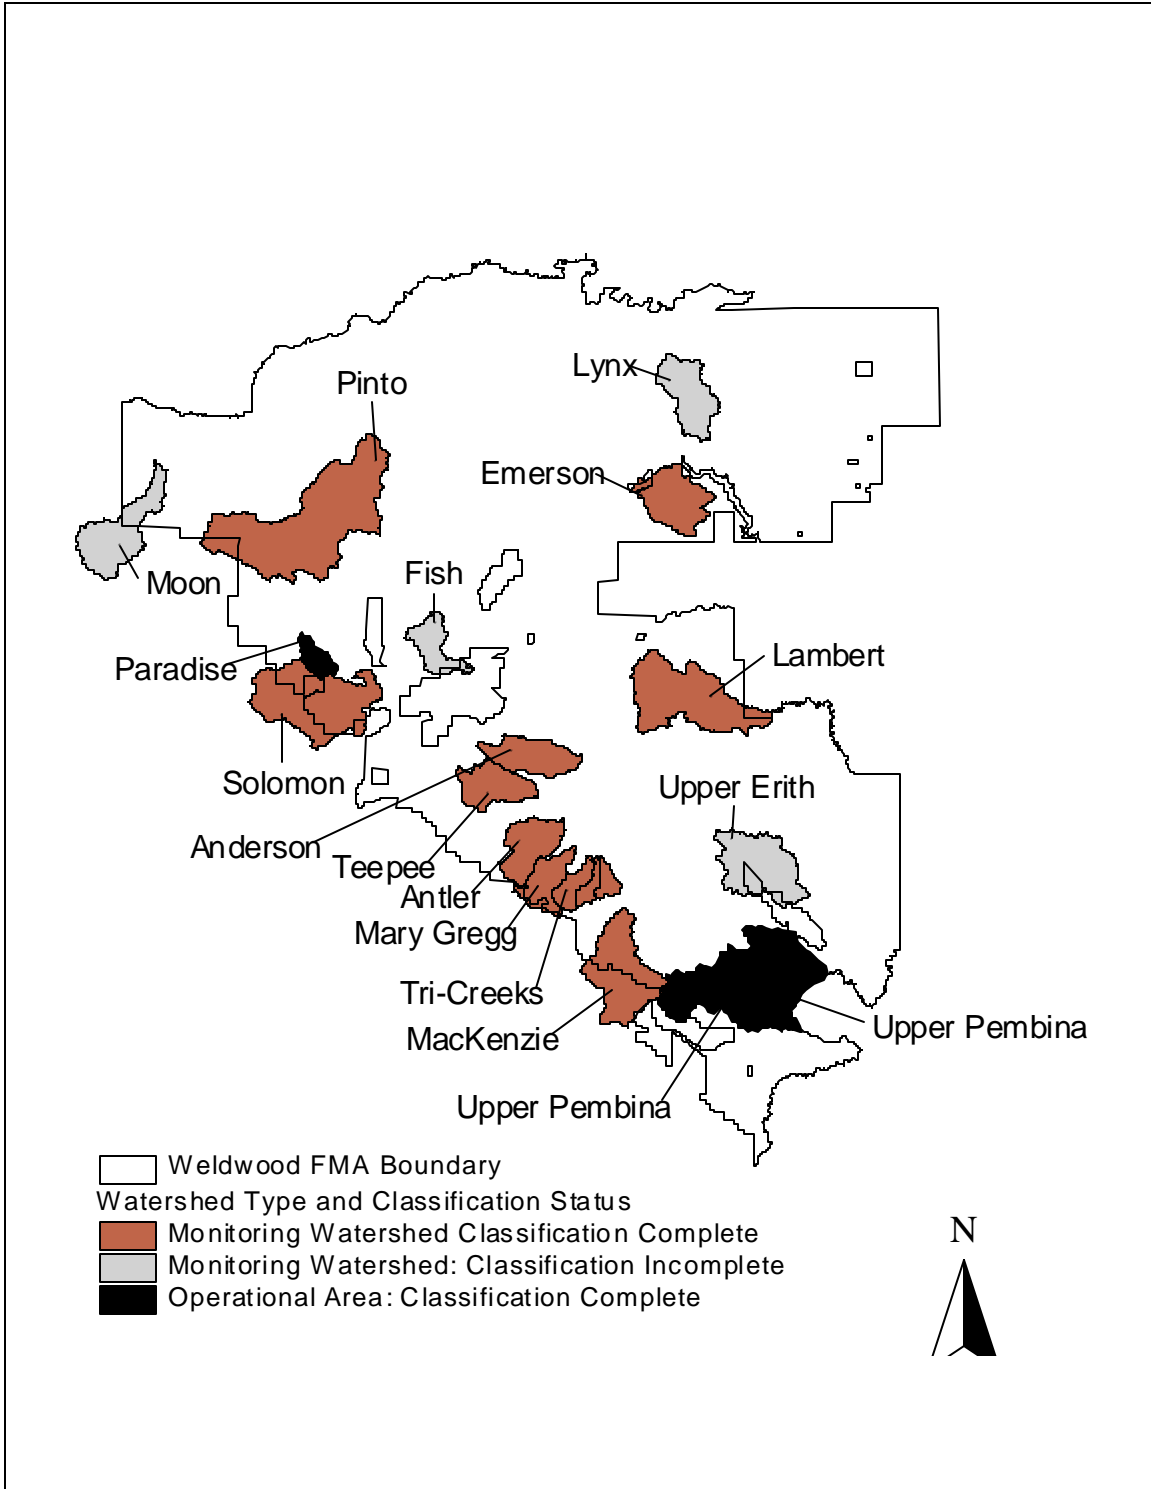 Lynx
Pinto
Emerson
Fish
Moon
Lambert
Paradise
Solomon
Upper Erith
Anderson
Teepee
Antler
Mary Gregg
Tri-Creeks
MacKenzie
Upper Pembina
Upper Pembina
Weldwood FMA Boundary
Watershed Type and Classification Status
Monitoring Watershed Classification Complete
Monitoring Watershed: Classification Incomplete
Operational Area: Classification Complete
N